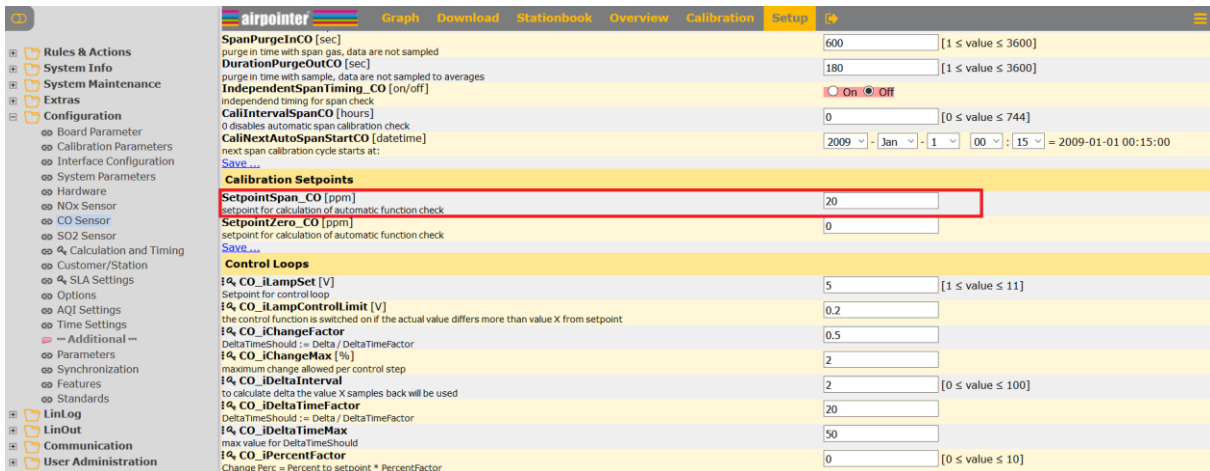 airpointer Graph Download Stationbook Overview Calibration Setup
Rules & Actions
System Info
System Maintenance
Extras
Configuration
Board Parameter
Calibration Parameters
Interface Configuration
System Parameters
Hardware
NOx Sensor
CO Sensor
SO2 Sensor
Calculation and Timing
Customer/Station
SLA Settings
Options
AQI Settings
Time Settings
--- Additional ---
Parameters
Synchronization
Features
Standards
LinLog
LinOut
Communication
User Administration
SpanPurgeInCO [sec] 600 [1 ≤ value ≤ 3600]
purge in time with span gas, data are not sampled
DurationPurgeOutCO [sec] 180 [1 ≤ value ≤ 3600]
purge in time with sample, data are not sampled to averages
IndependentSpanTiming_CO [on/off] On Off
independend timing for span check
CaliIntervalSpanCO [hours] 0 [0 ≤ value ≤ 744]
0 disables automatic span calibration check
CaliNextAutoSpanStartCO [datetime] 2009 - Jan - 1 00 : 15 = 2009-01-01 00:15:00
next span calibration cycle starts at:
Save ...
Calibration Setpoints
SetpointSpan_CO [ppm] 20
setpoint for calculation of automatic function check
SetpointZero_CO [ppm] 0
setpoint for calculation of automatic function check
Save ...
Control Loops
CO_iLampSet [V] 5 [1 ≤ value ≤ 11]
Setpoint for control loop
CO_iLampControlLimit [V] 0.2
the control function is switched on if the actual value differs more than value X from setpoint
CO_iChangeFactor 0.5
DeltaTimeShould := Delta / DeltaTimeFactor
CO_iChangeMax [%] 2
maximum change allowed per control step
CO_iDeltaInterval 2 [0 ≤ value ≤ 100]
to calculate delta the value X samples back will be used
CO_iDeltaTimeFactor 20
DeltaTimeShould := Delta / DeltaTimeFactor
CO_iDeltaTimeMax 50
max value for DeltaTimeShould
CO_iPercentFactor 0 [0 ≤ value ≤ 10]
Change Perc = Percent to setpoint * PercentFactor